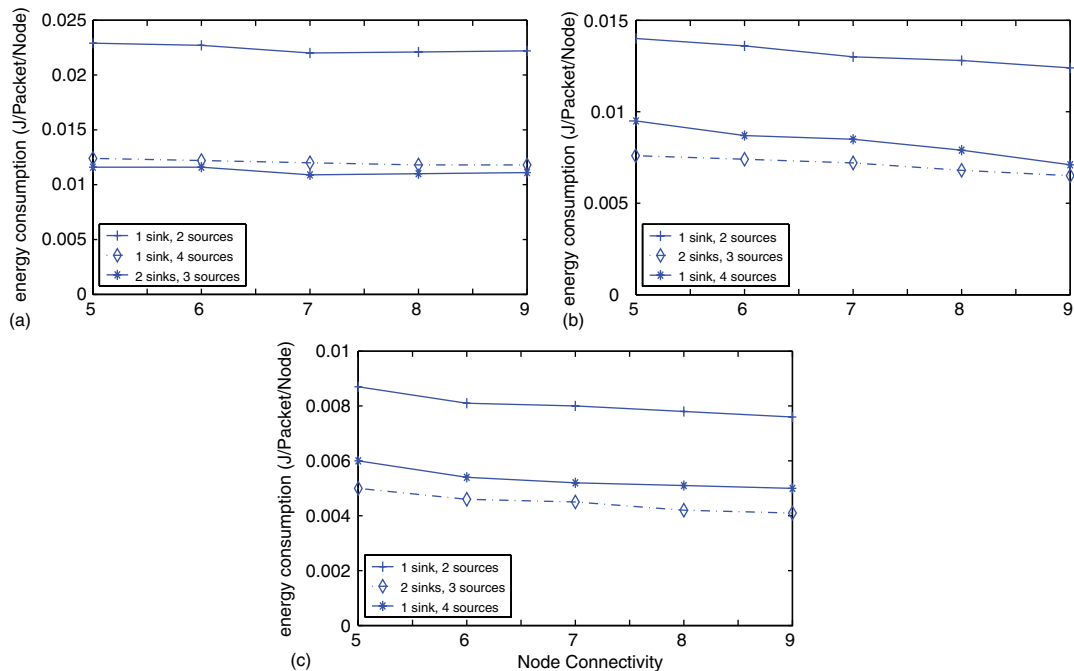 energy consumption (J/Packet/Node)
0.025
0.02
0.015
0.01
0.005
0
1 sink, 2 sources
1 sink, 4 sources
2 sinks, 3 sources
5 6 7 8 9
(a)
energy consumption (J/Packet/Node)
0.015
0.01
0.005
0
1 sink, 2 sources
2 sinks, 3 sources
1 sink, 4 sources
5 6 7 8 9
(b)
energy consumption (J/Packet/Node)
0.01
0.008
0.006
0.004
0.002
0
1 sink, 2 sources
2 sinks, 3 sources
1 sink, 4 sources
5 6 7 8 9
(c)
Node Connectivity